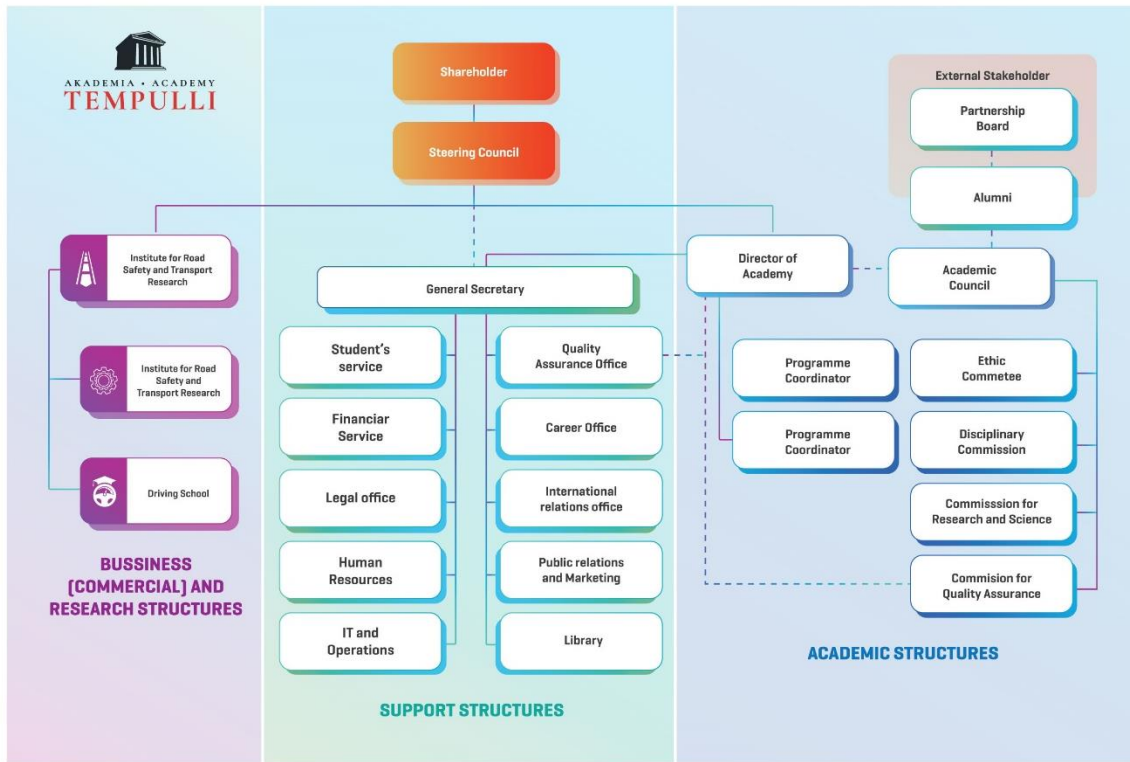 AKADEMIA • ACADEMY
TEMPULLI
Shareholder
Steering Council
External Stakeholder
Partnership
Board
Alumni
Institute for Road
Safety and Transport
Research
Institute for Road
Safety and
Transport Research
Driving School
BUSSINESS
(COMMERCIAL) AND
RESEARCH STRUCTURES
General Secretary
Student's
service
Financiar
Service
Legal office
Human
Resources
IT and
Operations
Quality
Assurance Office
Career Office
International
relations office
Public relations
and Marketing
Library
SUPPORT STRUCTURES
Director of
Academy
Academic
Council
Programme
Coordinator
Programme
Coordinator
Ethic
Commetee
Disciplinary
Commission
Commisssion for
Research and Science
Commision for
Quality Assurance
ACADEMIC STRUCTURES